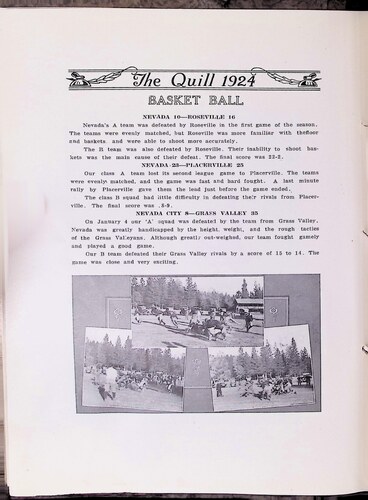 The Quill 1924
BASKET BALL
NEVADA 10—ROSEVILLE 16
Nevada's A team was defeated by Roseville in the first game of the season.
The teams were evenly matched, but Roseville was more familiar with thefloor
and baskets and were able to shoot more accurately.
The B team was also defeated by Roseville. Their inability to shoot bas-
kets was the main cause of their defeat. The final score was 22-2.
NEVADA 23—PLACERVILLE 25
Our class A team lost its second league game to Placerville. The teams
were evenly matched, and the game was fast and hard fought. A last minute
rally by Placerville gave them the lead just before the game ended.
The class B squad had little difficulty in defeating their rivals from Placer-
ville. The final score was
NEVADA CITY 8—GRASS VALLEY 35
On January 4 our 'A' squad was defeated by the team from Grass Valley.
Nevada was greatly handicapped by the height, weight, and the rough tactics
of the Grass Valleyans. Although greatly out-weighed, our team fought gamely
and played a good game.
Our B team defeated their Grass Valley rivals by a score of 15 to 14. The
game was close and very exciting.